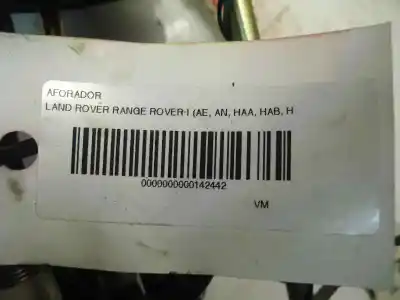 AFORADOR
LAND ROVER RANGE ROVER I (AE, AN, HAA, HAB, H
0000000000142442
VM